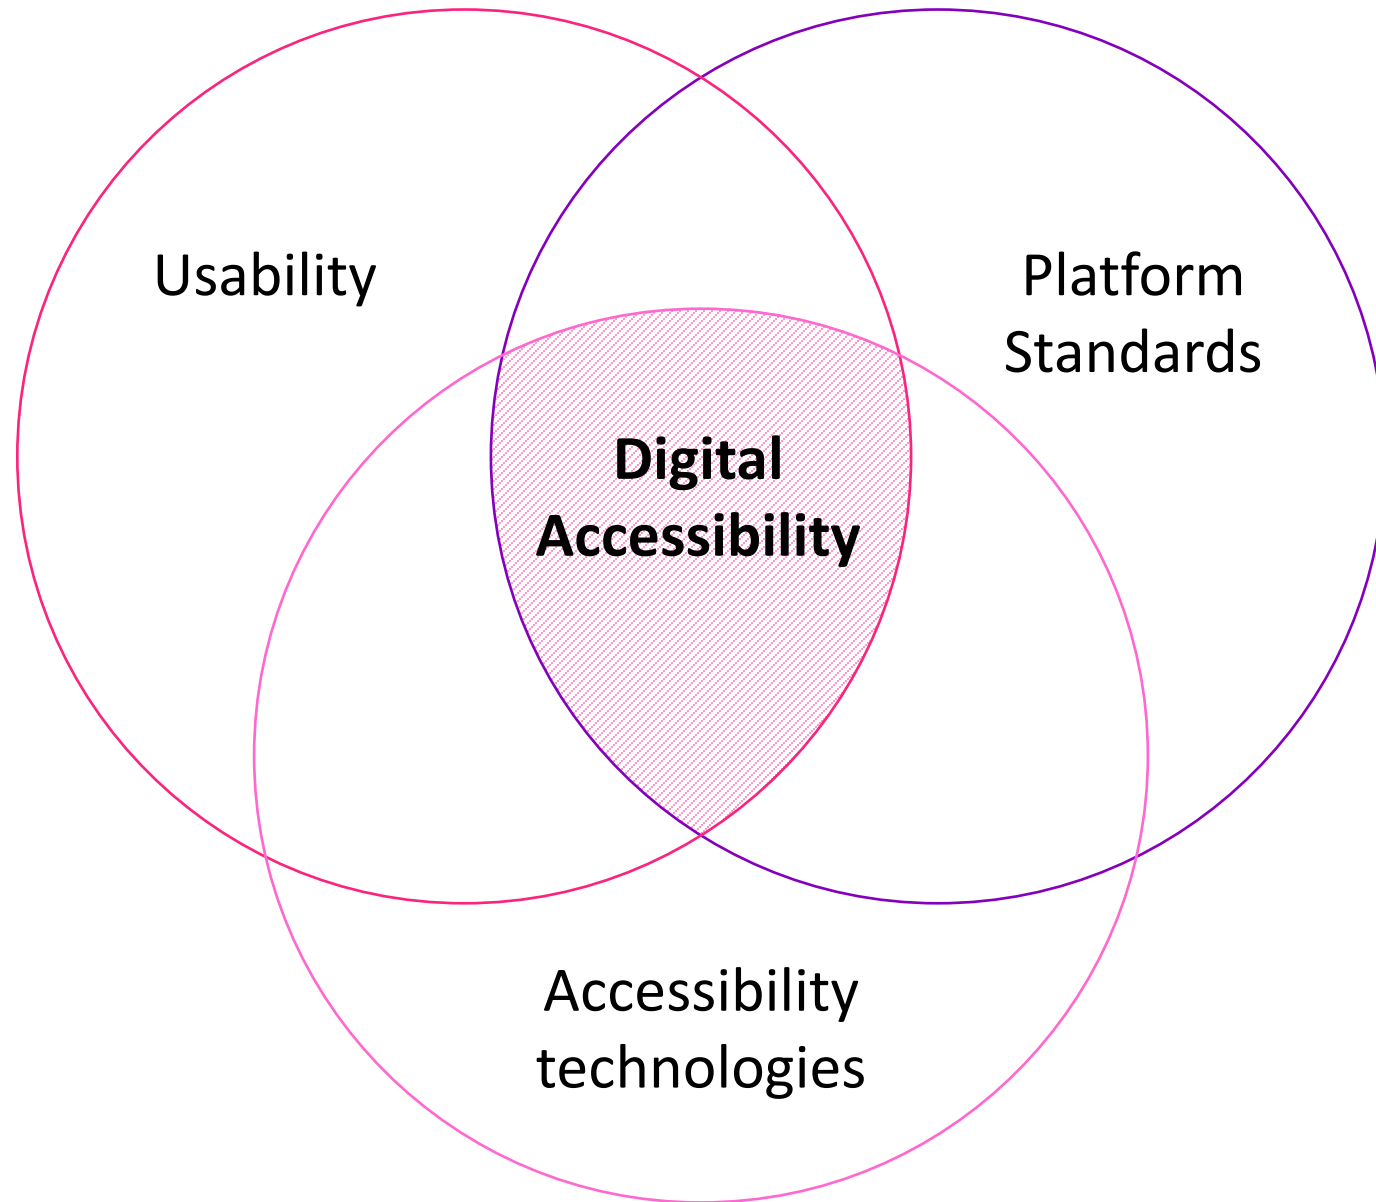 Usability
Platform
Standards
Digital
Accessibility
Accessibility
technologies